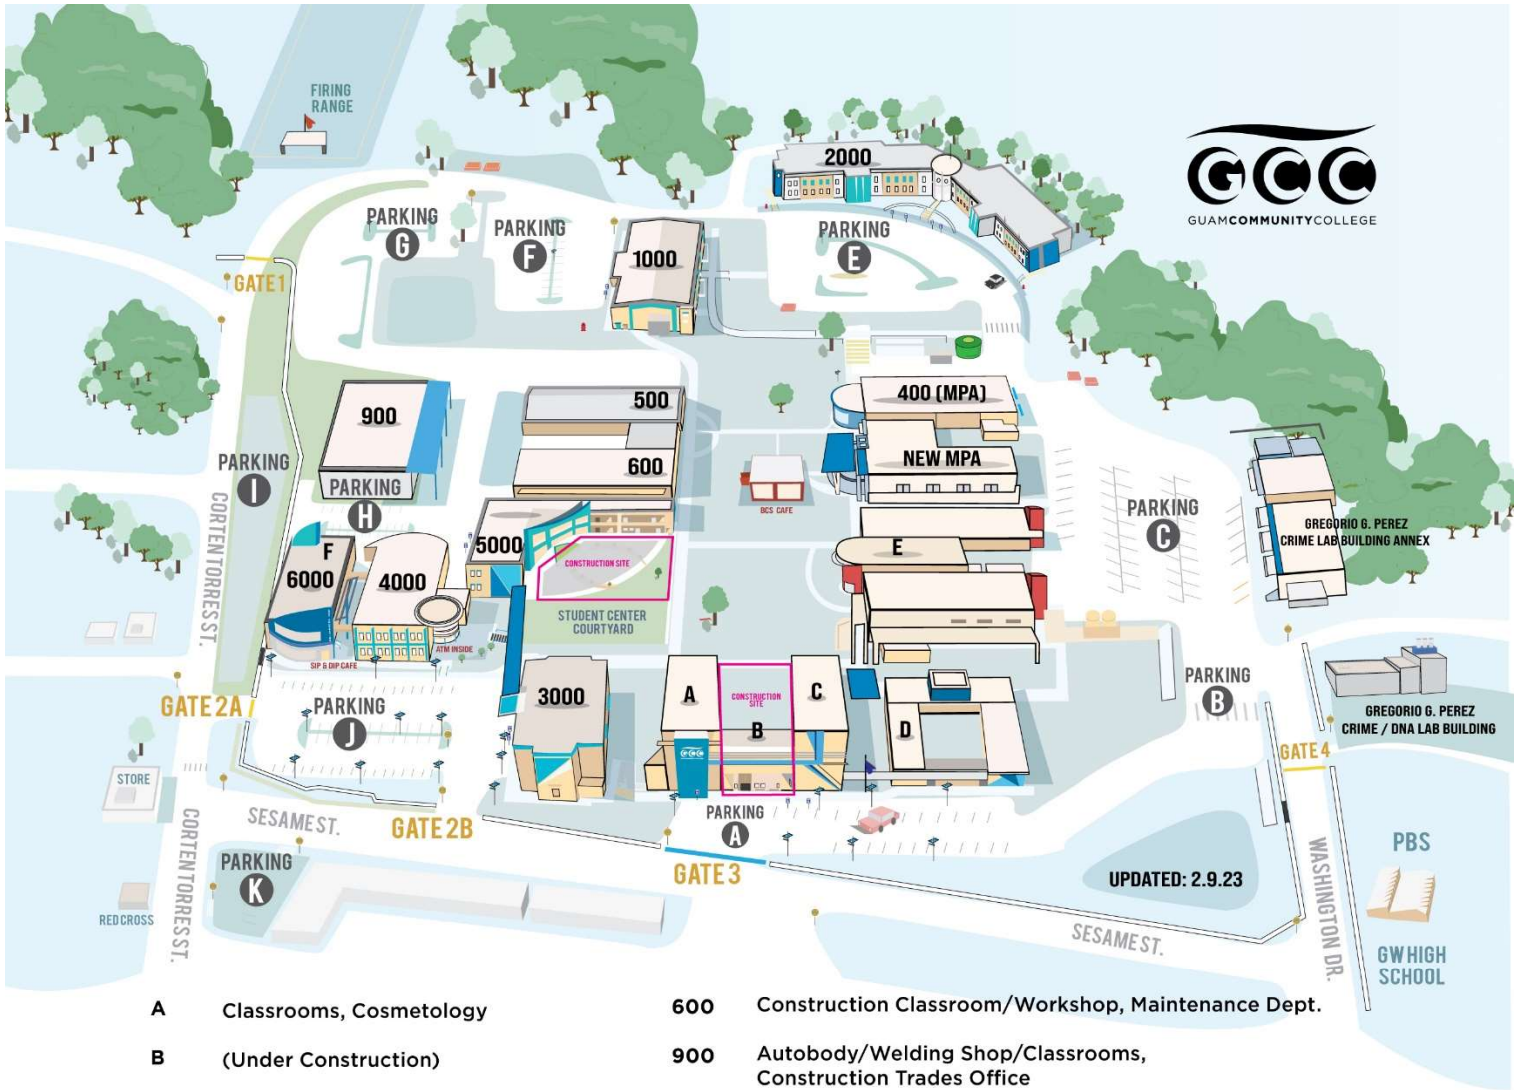 FIRING
RANGE
2000
GCC
GUAMCOMMUNITYCOLLEGE
PARKING
G
PARKING
F
1000
PARKING
E
GATE 1
900
500
400 (MPA)
600
NEW MPA
BCS CAFE
PARKING
I
PARKING
H
PARKING
C
GREGORIO G. PEREZ
CRIME LAB BUILDING ANNEX
CORTEN TORRES ST.
F
6000
4000
5000
CONSTRUCTION SITE
E
STUDENT CENTER
COURTYARD
SIP & DIP CAFE
ATM INSIDE
GATE 2A
PARKING
J
3000
A
CONSTRUCTION
SITE
B
C
GCC
D
PARKING
B
GREGORIO G. PEREZ
CRIME / DNA LAB BUILDING
GATE 4
STORE
SESAME ST.
GATE 2B
PARKING
A
GATE 3
CORTEN TORRES ST.
PARKING
K
RED CROSS
UPDATED: 2.9.23
SESAME ST.
WASHINGTON DR.
PBS
GW HIGH
SCHOOL
A Classrooms, Cosmetology
B (Under Construction)
600 Construction Classroom/Workshop, Maintenance Dept.
900 Autobody/Welding Shop/Classrooms,
Construction Trades Office